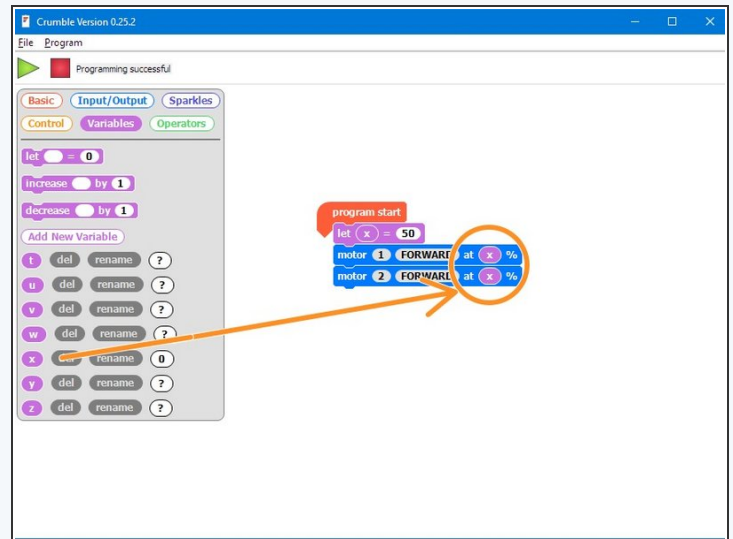 Crumble Version 0.25.2
File Program
Programming successful
Basic Input/Output Sparkles
Control Variables Operators
let = 0
increase by 1
decrease by 1
Add New Variable
t del rename ?
u del rename ?
v del rename ?
w del rename ?
x del rename 0
y del rename ?
z del rename ?
program start
let x = 50
motor 1 FORWARD at x %
motor 2 FORWARD at x %